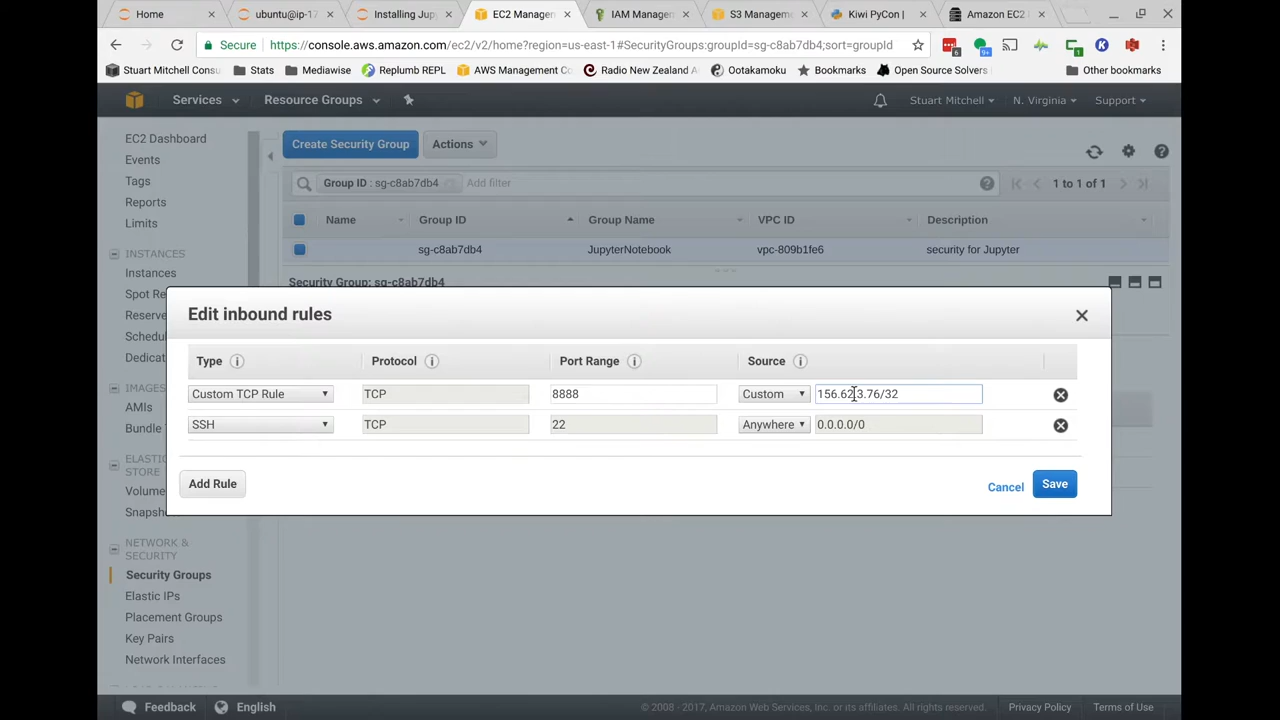 Home
ubuntu@ip-17
Installing Jupy
EC2 Manager
IAM Managem
S3 Manageme
Kiwi PyCon |
Amazon EC2
Secure
https://console.aws.amazon.com/ec2/v2/home?region=us-east-1#SecurityGroups:groupId=sg-c8ab7db4;sort=groupId
Stuart Mitchell Consu
Stats
Mediawise
Replumb REPL
AWS Management Co
Radio New Zealand A
Ootakamoku
Bookmarks
Open Source Solvers
Other bookmarks
Services
Resource Groups
Stuart Mitchell
N. Virginia
Support
EC2 Dashboard
Events
Tags
Reports
Limits
INSTANCES
Instances
Spot Re
Reserve
Schedul
Dedicat
IMAGES
AMIs
Bundle T
ELASTIC
STORE
Volume
Snapsh
NETWORK &
SECURITY
Security Groups
Elastic IPs
Placement Groups
Key Pairs
Network Interfaces
Create Security Group
Actions
Group ID : sg-c8ab7db4
Add filter
1 to 1 of 1
Name
Group ID
Group Name
VPC ID
Description
sg-c8ab7db4
JupyterNotebook
vpc-809b1fe6
security for Jupyter
Security Group: sg-c8ab7db4
Edit inbound rules
Type
Protocol
Port Range
Source
Custom TCP Rule
TCP
8888
Custom
156.62.3.76/32
SSH
TCP
22
Anywhere
0.0.0.0/0
Add Rule
Cancel
Save
Feedback
English
© 2008 - 2017, Amazon Web Services, Inc. or its affiliates. All rights reserved.
Privacy Policy
Terms of Use